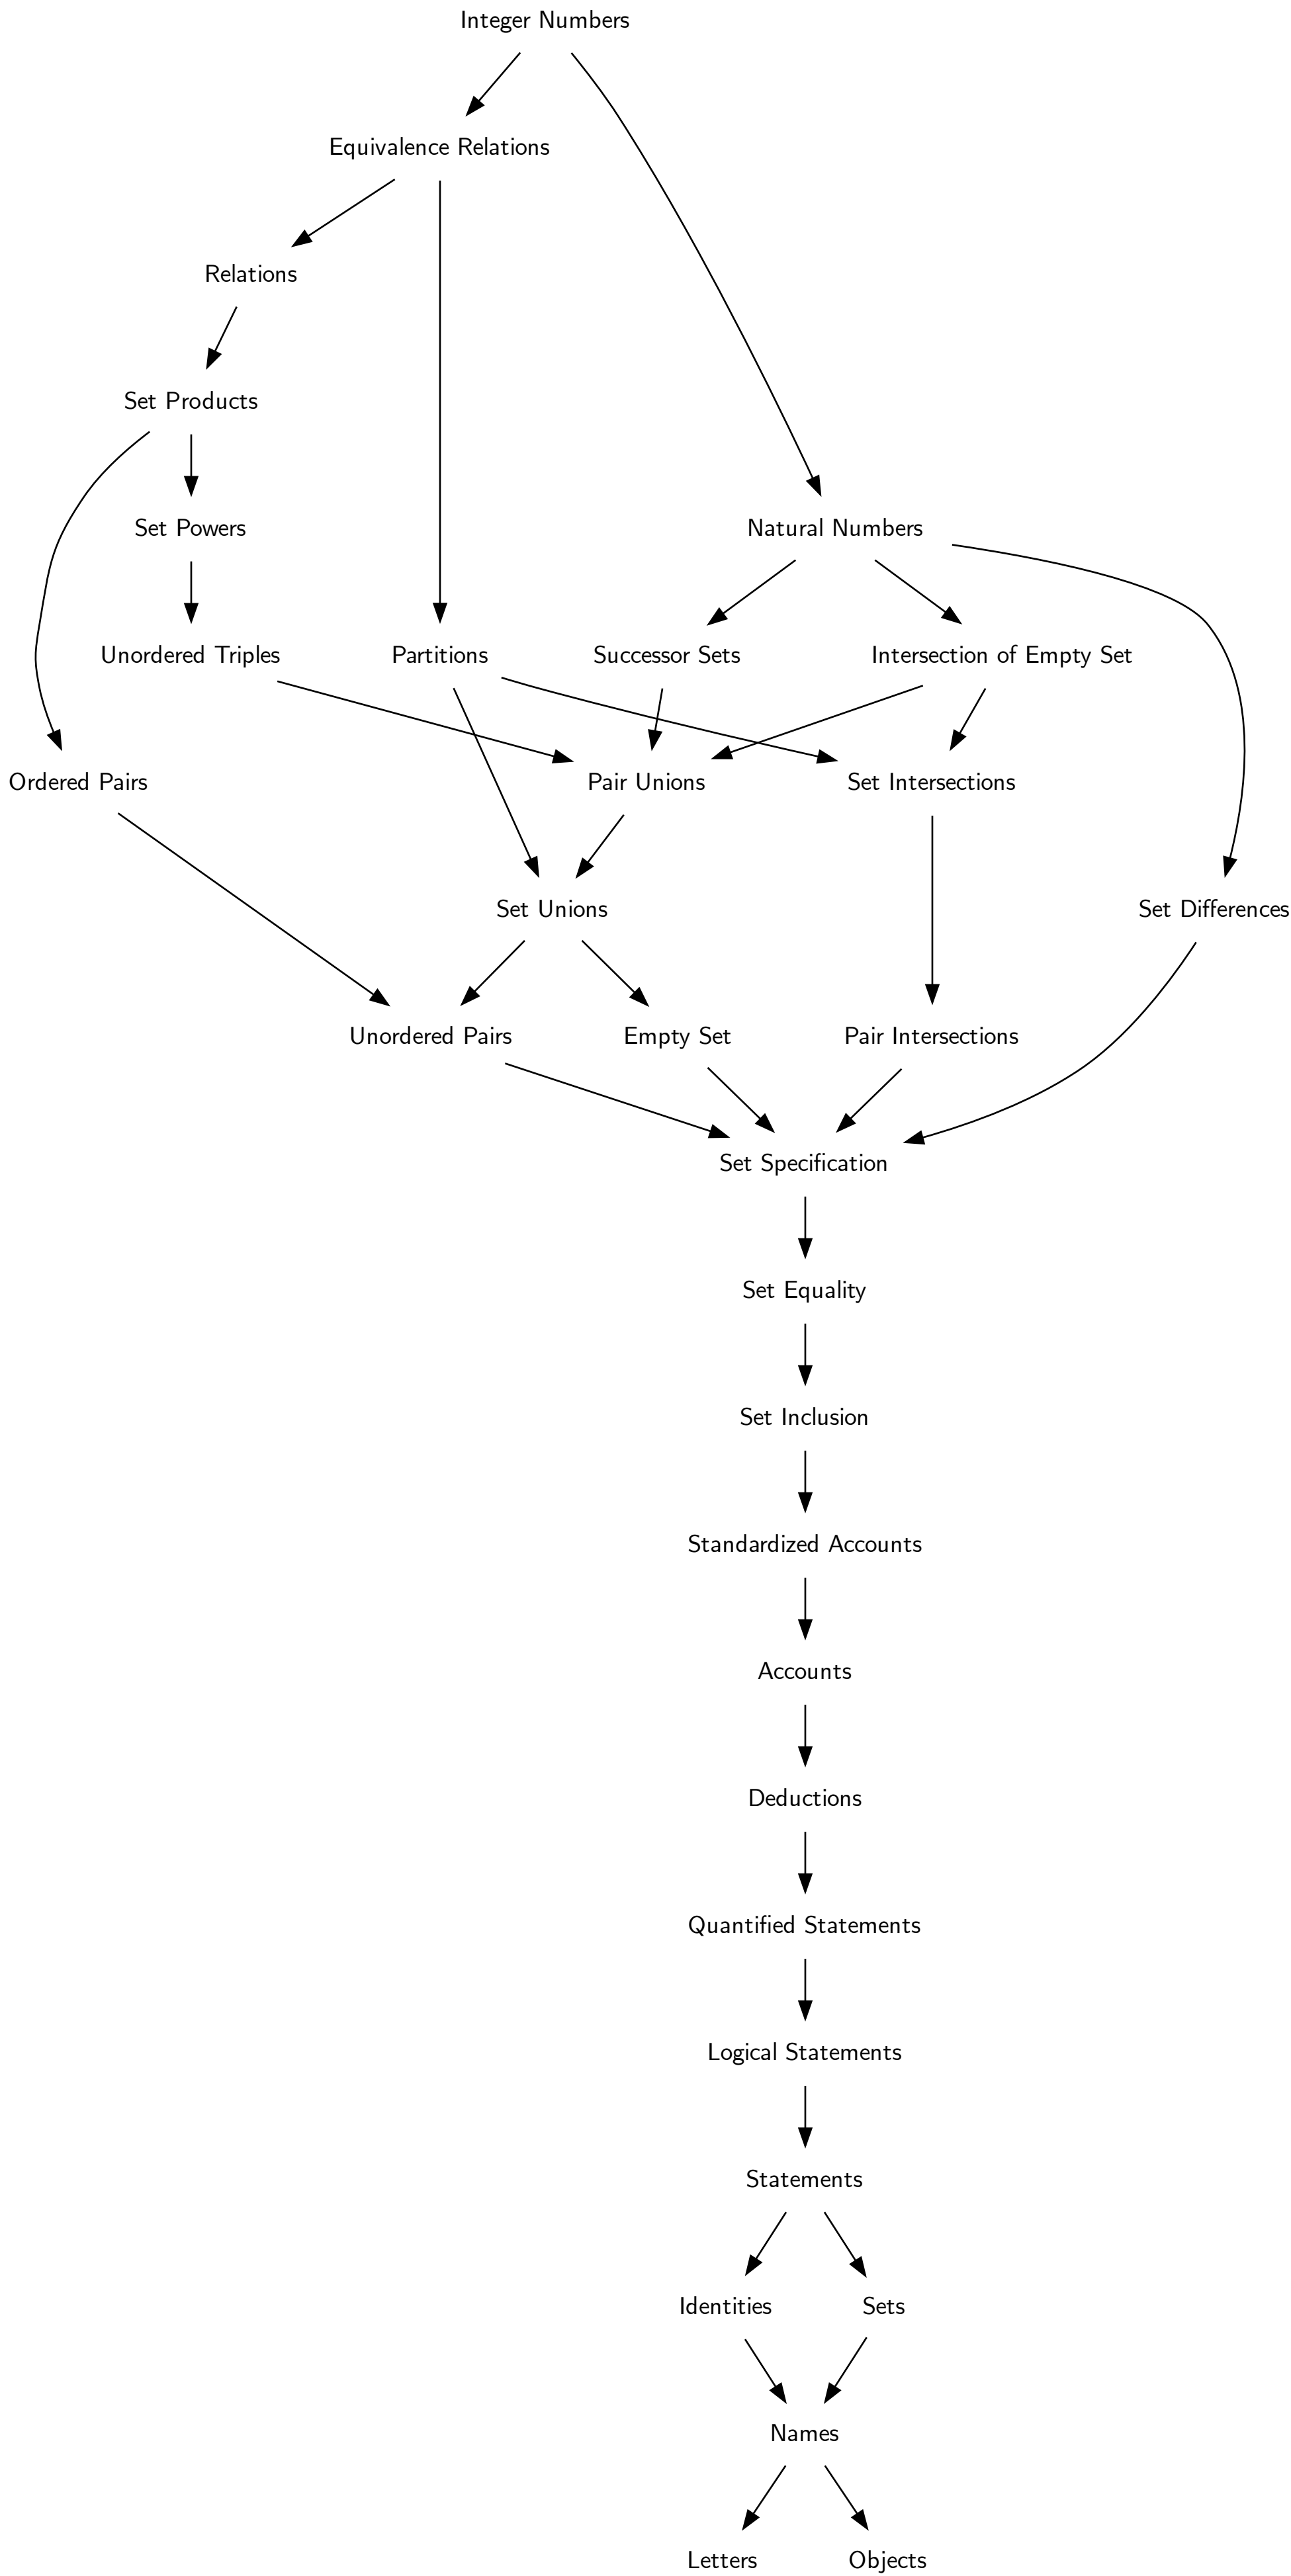 Integer Numbers
Equivalence Relations
Relations
Set Products
Set Powers
Natural Numbers
Unordered Triples
Partitions
Successor Sets
Intersection of Empty Set
Ordered Pairs
Pair Unions
Set Intersections
Set Unions
Set Differences
Unordered Pairs
Empty Set
Pair Intersections
Set Specification
Set Equality
Set Inclusion
Standardized Accounts
Accounts
Deductions
Quantified Statements
Logical Statements
Statements
Identities
Sets
Names
Letters
Objects